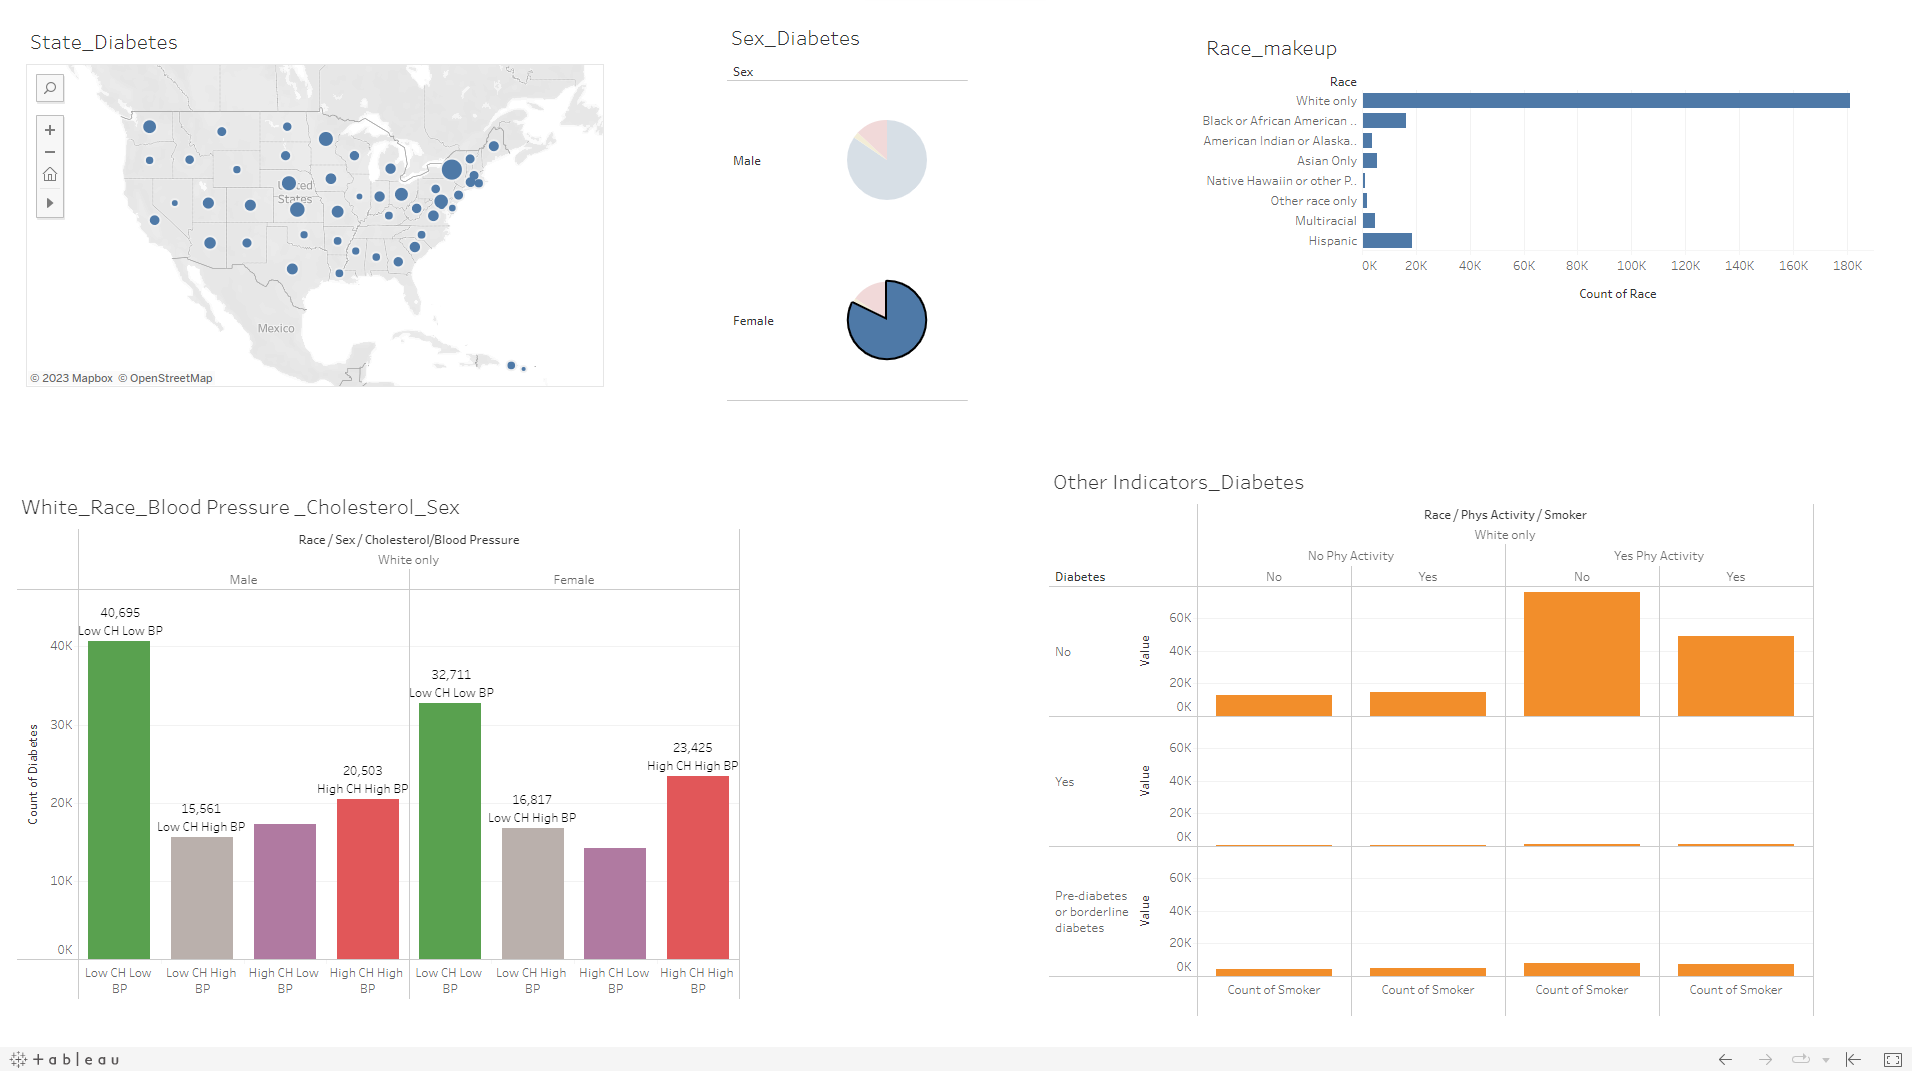 State_Diabetes
United
States
Mexico
© 2023 Mapbox © OpenStreetMap
Sex_Diabetes
Sex
Male
Female
Race_makeup
Race
White only
Black or African American ..
American Indian or Alaska..
Asian Only
Native Hawaiin or other P..
Other race only
Multiracial
Hispanic
0K 20K 40K 60K 80K 100K 120K 140K 160K 180K
Count of Race
White_Race_Blood Pressure _Cholesterol_Sex
Race / Sex / Cholesterol/Blood Pressure
White only
Male Female
40,695
Low CH Low BP
15,561
Low CH High BP
20,503
High CH High BP
32,711
Low CH Low BP
16,817
Low CH High BP
23,425
High CH High BP
Count of Diabetes
40K
30K
20K
10K
0K
Low CH Low BP
Low CH High BP
High CH Low BP
High CH High BP
Low CH Low BP
Low CH High BP
High CH Low BP
High CH High BP
Other Indicators_Diabetes
Race / Phys Activity / Smoker
White only
No Phy Activity Yes Phy Activity
Diabetes No Yes No Yes
No
Value
60K
40K
20K
0K
Yes
Value
60K
40K
20K
0K
Pre-diabetes
or borderline
diabetes
Value
60K
40K
20K
0K
Count of Smoker Count of Smoker Count of Smoker Count of Smoker
+ a b | e a u